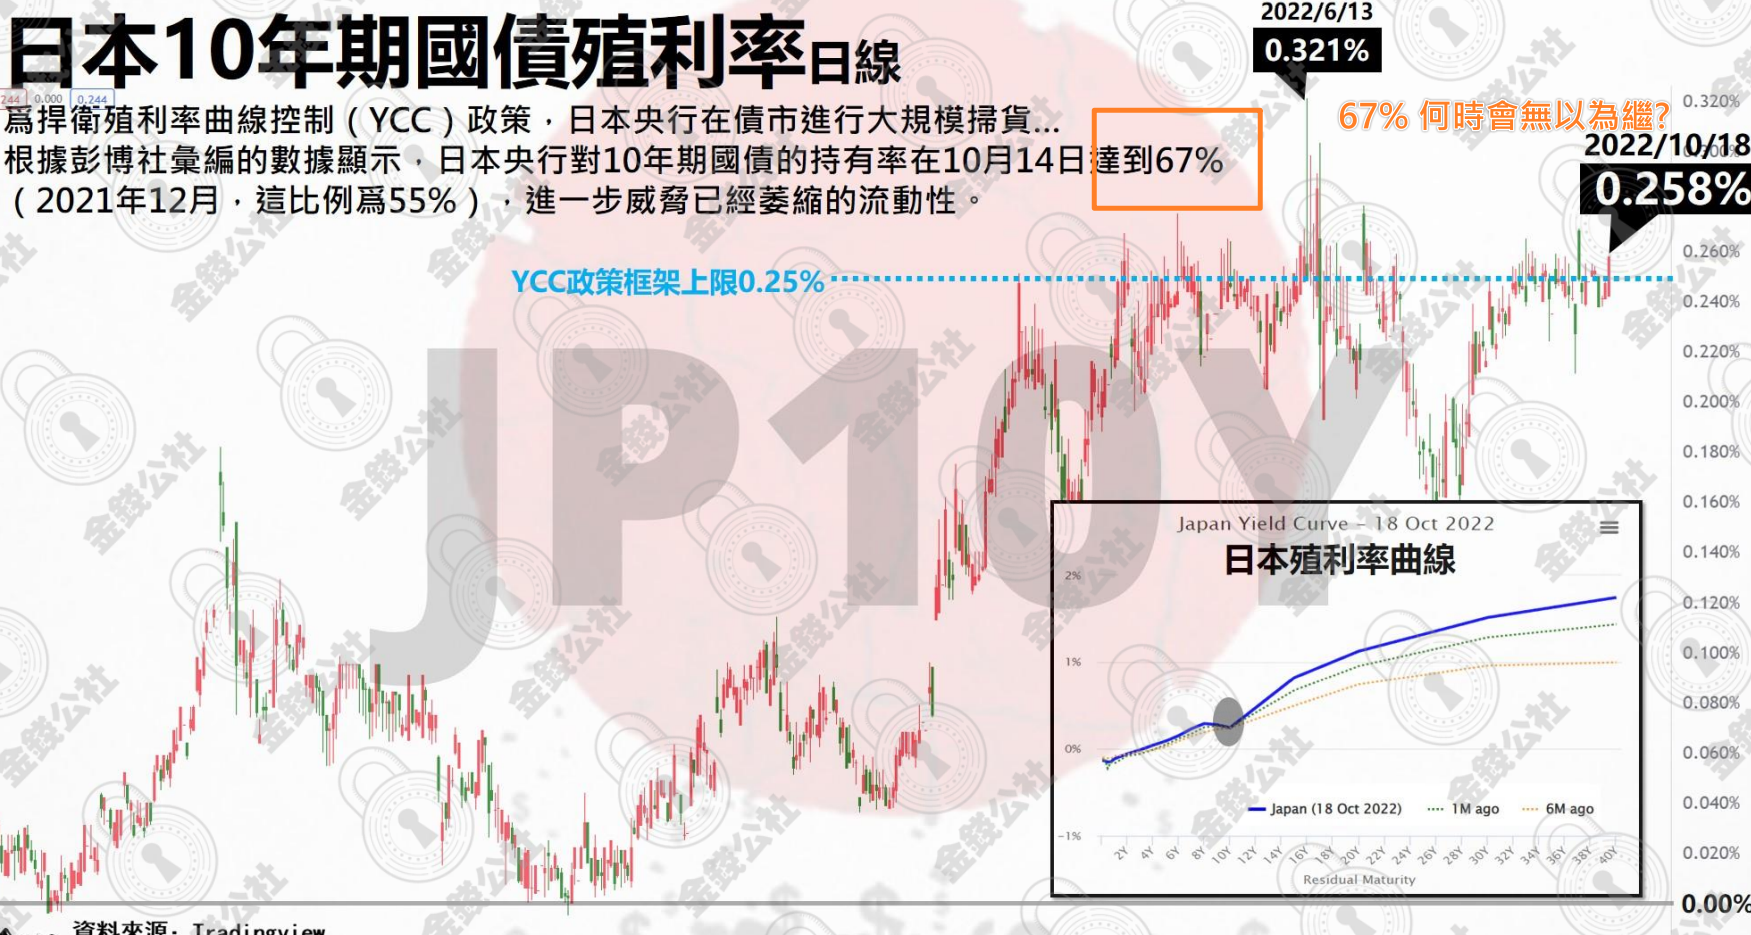 日本10年期國債殖利率日線
2022/6/13
0.321%
244 0.000 0.244
爲捍衛殖利率曲線控制（YCC）政策，日本央行在債市進行大規模掃貨...
根據彭博社彙編的數據顯示，日本央行對10年期國債的持有率在10月14日達到67%
（2021年12月，這比例爲55%），進一步威脅已經萎縮的流動性。
67% 何時會無以為繼?
2022/10/18
0.258%
YCC政策框架上限0.25%
JP10Y
0.320%
0.300%
0.260%
0.240%
0.220%
0.200%
0.180%
0.160%
0.140%
0.120%
0.100%
0.080%
0.060%
0.040%
0.020%
0.00%
Japan Yield Curve - 18 Oct 2022
日本殖利率曲線
2%
1%
0%
-1%
2Y 4Y 6Y 8Y 10Y 12Y 14Y 16Y 18Y 20Y 22Y 24Y 26Y 28Y 30Y 32Y 34Y 36Y 38Y 40Y
Residual Maturity
Japan (18 Oct 2022) 1M ago 6M ago
資料來源: Tradingview
金錢公社